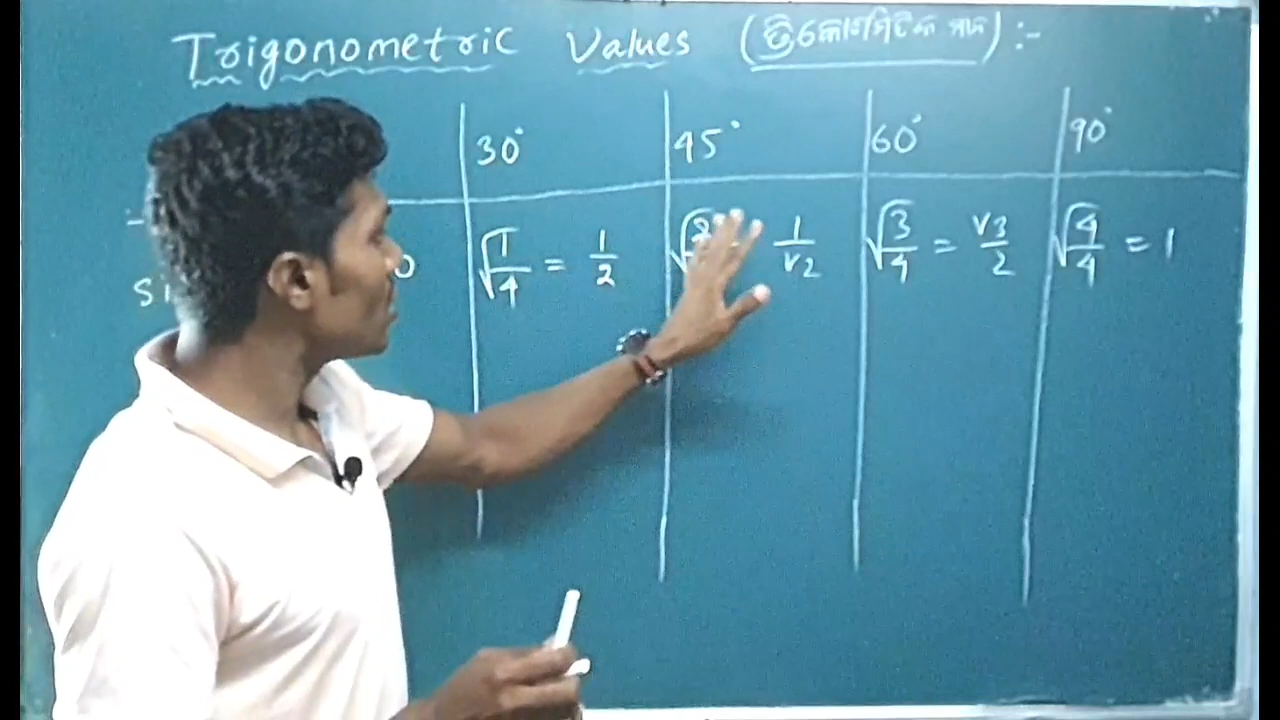 Trigonometric Values (ତ୍ରିକୋଣମିତିକ ମାନ) :-
30° 45° 60° 90°
0 √1/4 = 1/2 1/√2 √3/4 = √3/2 √4/4 = 1